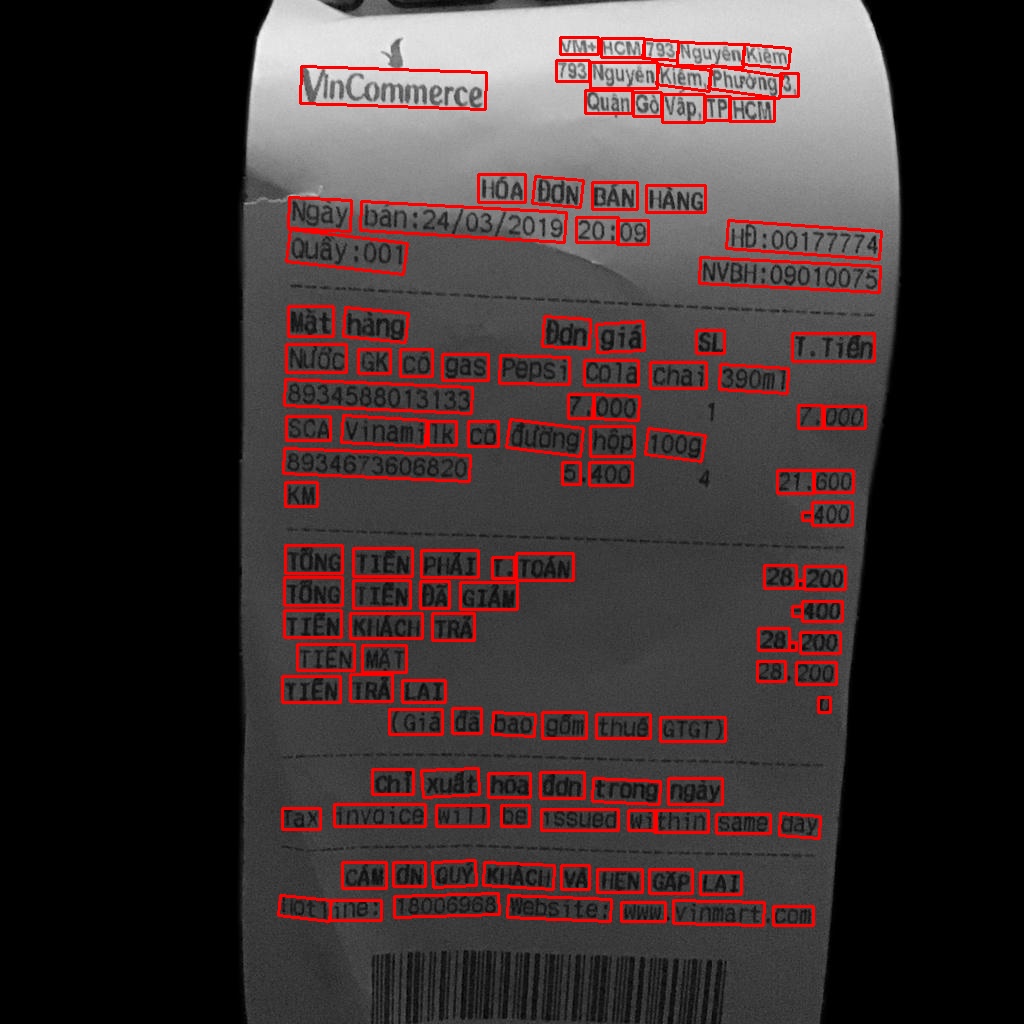 VinCommerce
VM+ HCM 793 Nguyễn Kiệm
793 Nguyễn Kiệm, Phường 3,
Quận Gò Vấp, TP HCM
HÓA ĐƠN BÁN HÀNG
Ngày bán:24/03/2019 20:09 HĐ:00177774
Quầy:001 NVBH:09010075
Mặt hàng Đơn giá SL T.Tiền
Nước GK có gas Pepsi Cola Chai 390ml
8934588013133 7.000 1 7.000
SCA Vinamilk có đường hộp 100g
8934673606820 5.400 4 21.600
KM -400
TỔNG TIỀN PHẢI T.TOÁN 28.200
TỔNG TIỀN ĐÃ GIẢM -400
TIỀN KHÁCH TRẢ 28.200
TIỀN MẶT 28.200
TIỀN TRẢ LẠI 0
(Giá đã bao gồm thuế GTGT)
Chỉ xuất hóa đơn trong ngày
Tax invoice will be issued within same day
CẢM ƠN QUÝ KHÁCH VÀ HẸN GẶP LẠI
Hotline: 18006968 Website: www.vinmart.com